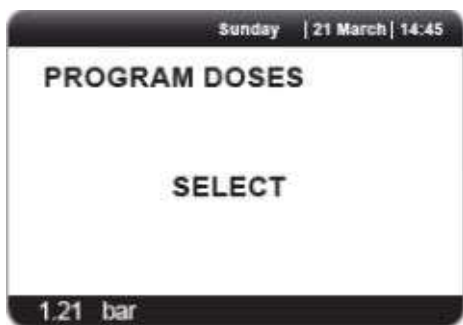 Sunday | 21 March | 14:45
PROGRAM DOSES
SELECT
1.21 bar